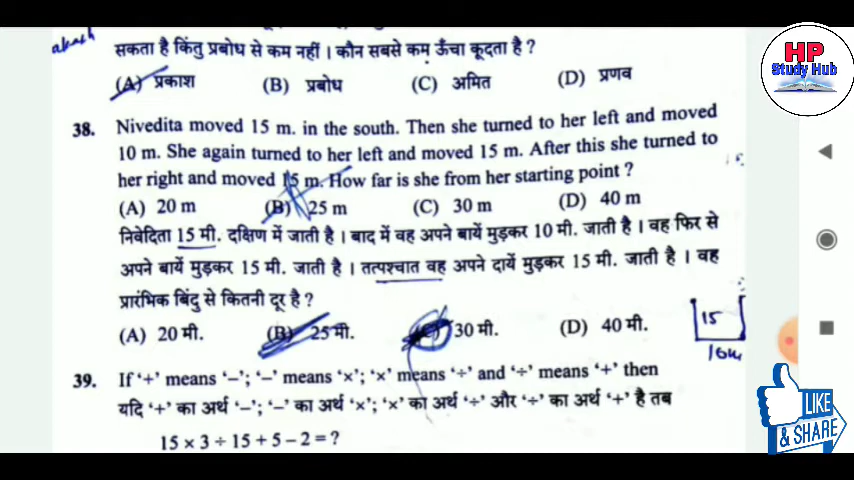 akash
सकता है किंतु प्रबोध से कम नहीं । कौन सबसे कम ऊँचा कूदता है ?
(A) प्रकाश (B) प्रबोध (C) अमित (D) प्रणव
HP
Study Hub
38. Nivedita moved 15 m. in the south. Then she turned to her left and moved
10 m. She again turned to her left and moved 15 m. After this she turned to
her right and moved 15 m. How far is she from her starting point ?
(A) 20 m (B) 25 m (C) 30 m (D) 40 m
निवेदिता 15 मी. दक्षिण में जाती है । बाद में वह अपने बायें मुड़कर 10 मी. जाती है । वह फिर से
अपने बायें मुड़कर 15 मी. जाती है । तत्पश्चात वह अपने दायें मुड़कर 15 मी. जाती है । वह
प्रारंभिक बिंदु से कितनी दूर है ?
(A) 20 मी. (B) 25 मी. (C) 30 मी. (D) 40 मी.
15
10m
39. If ‘+’ means ‘–’; ‘–’ means ‘×’; ‘×’ means ‘÷’ and ‘÷’ means ‘+’ then
यदि ‘+’ का अर्थ ‘–’; ‘–’ का अर्थ ‘×’; ‘×’ का अर्थ ‘÷’ और ‘÷’ का अर्थ ‘+’ है तब
15 × 3 ÷ 15 + 5 – 2 = ?
LIKE
& SHARE